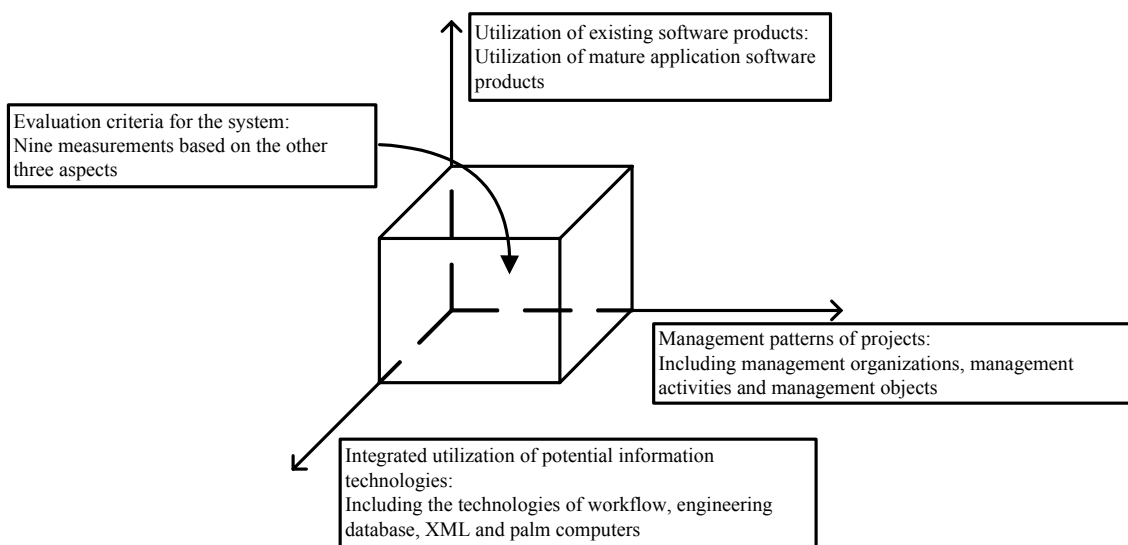 Utilization of existing software products:
Utilization of mature application software
products
Evaluation criteria for the system:
Nine measurements based on the other
three aspects
Management patterns of projects:
Including management organizations, management
activities and management objects
Integrated utilization of potential information
technologies:
Including the technologies of workflow, engineering
database, XML and palm computers